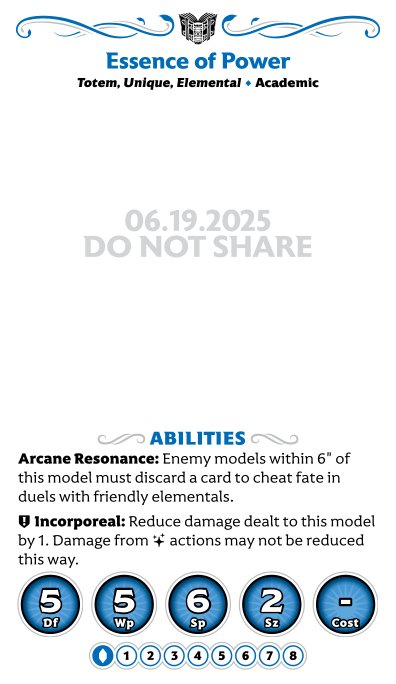 Essence of Power
Totem, Unique, Elemental ♦ Academic
06.19.2025
DO NOT SHARE
ABILITIES
Arcane Resonance: Enemy models within 6" of
this model must discard a card to cheat fate in
duels with friendly elementals.
Incorporeal: Reduce damage dealt to this model
by 1. Damage from actions may not be reduced
this way.
5 5 6 2 -
Df Wp Sp Sz Cost
1 2 3 4 5 6 7 8